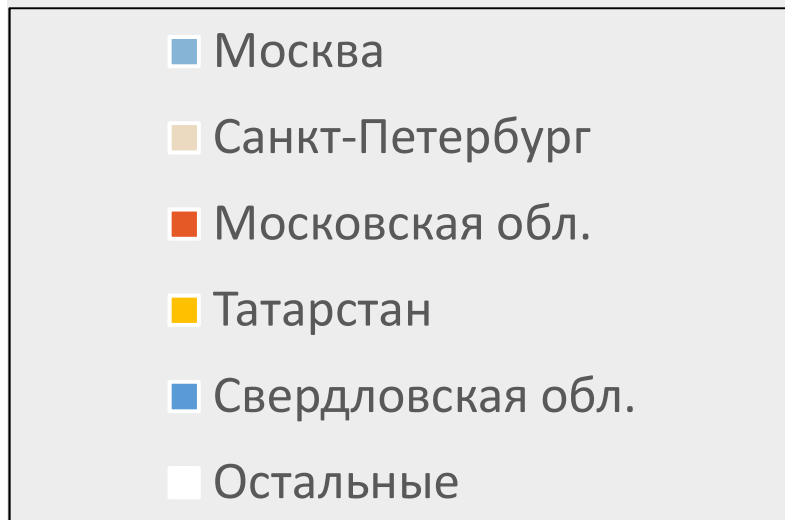 Москва
Санкт-Петербург
Московская обл.
Татарстан
Свердловская обл.
Остальные